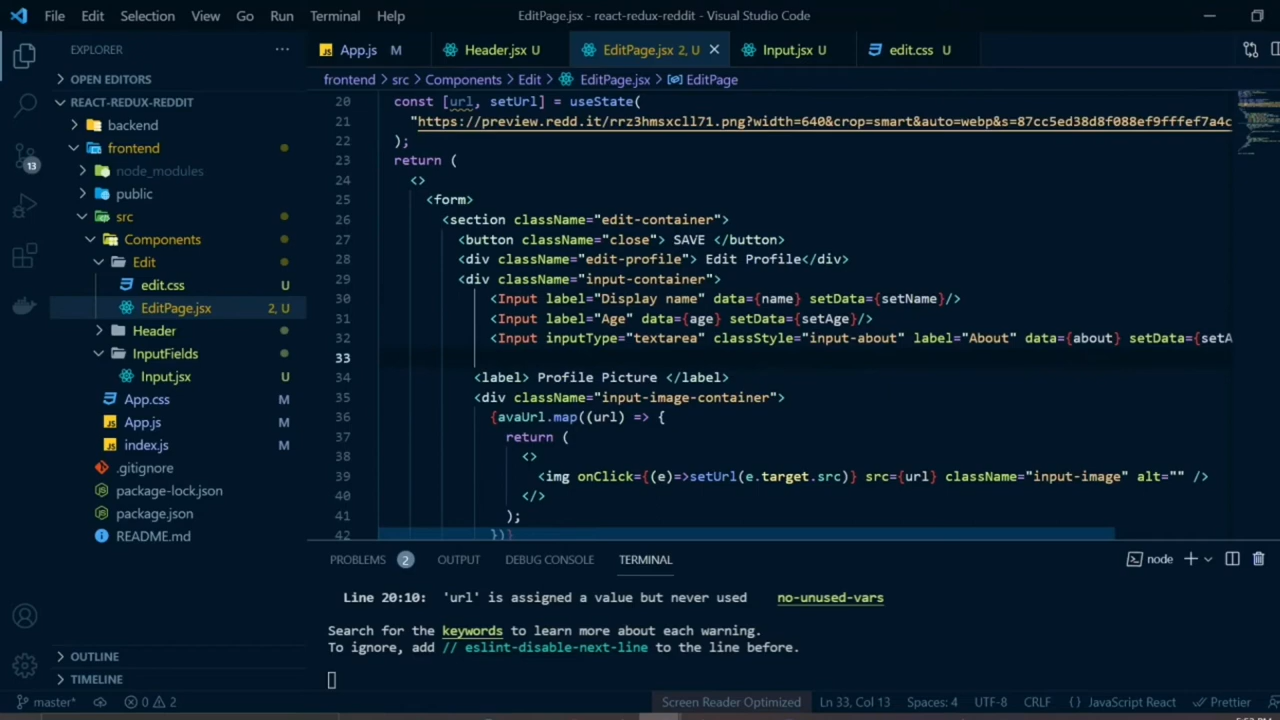 File Edit Selection View Go Run Terminal Help EditPage.jsx - react-redux-reddit - Visual Studio Code
EXPLORER ...
App.js M Header.jsx U EditPage.jsx 2, U Input.jsx U edit.css U
OPEN EDITORS
frontend > src > Components > Edit > EditPage.jsx > EditPage
REACT-REDUX-REDDIT
backend
frontend
node_modules
public
src
Components
Edit
edit.css U
EditPage.jsx 2, U
Header
InputFields
Input.jsx U
App.css M
App.js M
index.js M
.gitignore
package-lock.json
package.json
README.md
OUTLINE
TIMELINE
13
20 const [url, setUrl] = useState(
21 "https://preview.redd.it/rrz3hmsxcll71.png?width=640&crop=smart&auto=webp&s=87cc5ed38d8f088ef9fffef7a4c
22 );
23 return (
24 <>
25 <form>
26 <section className="edit-container">
27 <button className="close"> SAVE </button>
28 <div className="edit-profile"> Edit Profile</div>
29 <div className="input-container">
30 <Input label="Display name" data={name} setData={setName}/>
31 <Input label="Age" data={age} setData={setAge}/>
32 <Input inputType="textarea" classStyle="input-about" label="About" data={about} setData={setA
33
34 <label> Profile Picture </label>
35 <div className="input-image-container">
36 {avaUrl.map((url) => {
37 return (
38 <>
39 <img onClick={(e)=>setUrl(e.target.src)} src={url} className="input-image" alt="" />
40 </>
41 );
42 })}
PROBLEMS 2 OUTPUT DEBUG CONSOLE TERMINAL node
Line 20:10: 'url' is assigned a value but never used no-unused-vars
Search for the keywords to learn more about each warning.
To ignore, add // eslint-disable-next-line to the line before.
master* 0 2 Screen Reader Optimized Ln 33, Col 13 Spaces: 4 UTF-8 CRLF {} JavaScript React Prettier